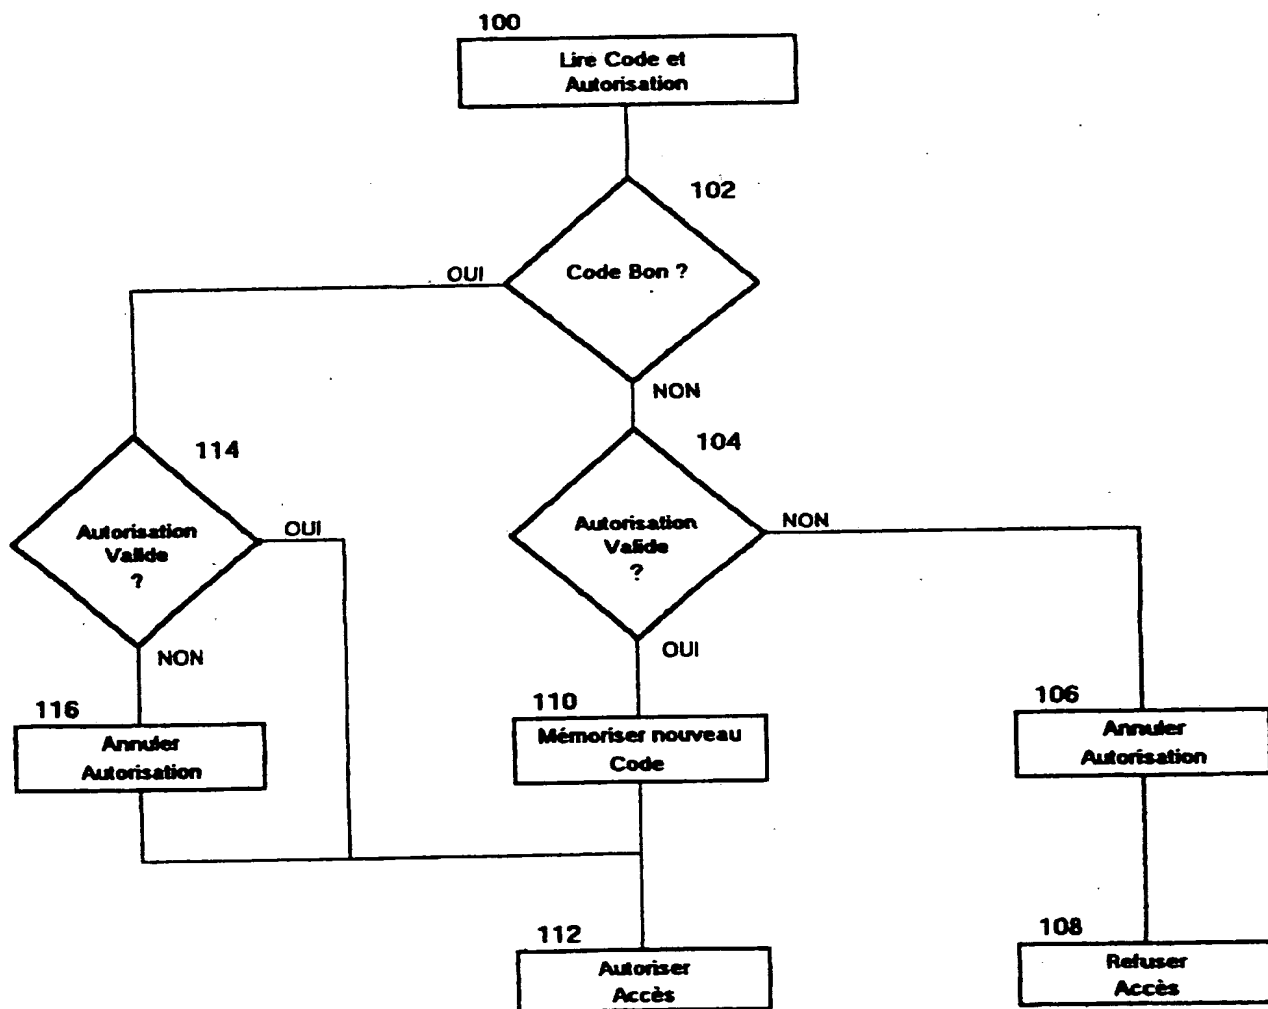 100
Lire Code et
Autorisation
102
Code Bon ?
OUI
NON
114
Autorisation
Valide
?
OUI
NON
104
Autorisation
Valide
?
NON
OUI
116
Annuler
Autorisation
110
Mémoriser nouveau
Code
106
Annuler
Autorisation
112
Autoriser
Accès
108
Refuser
Accès